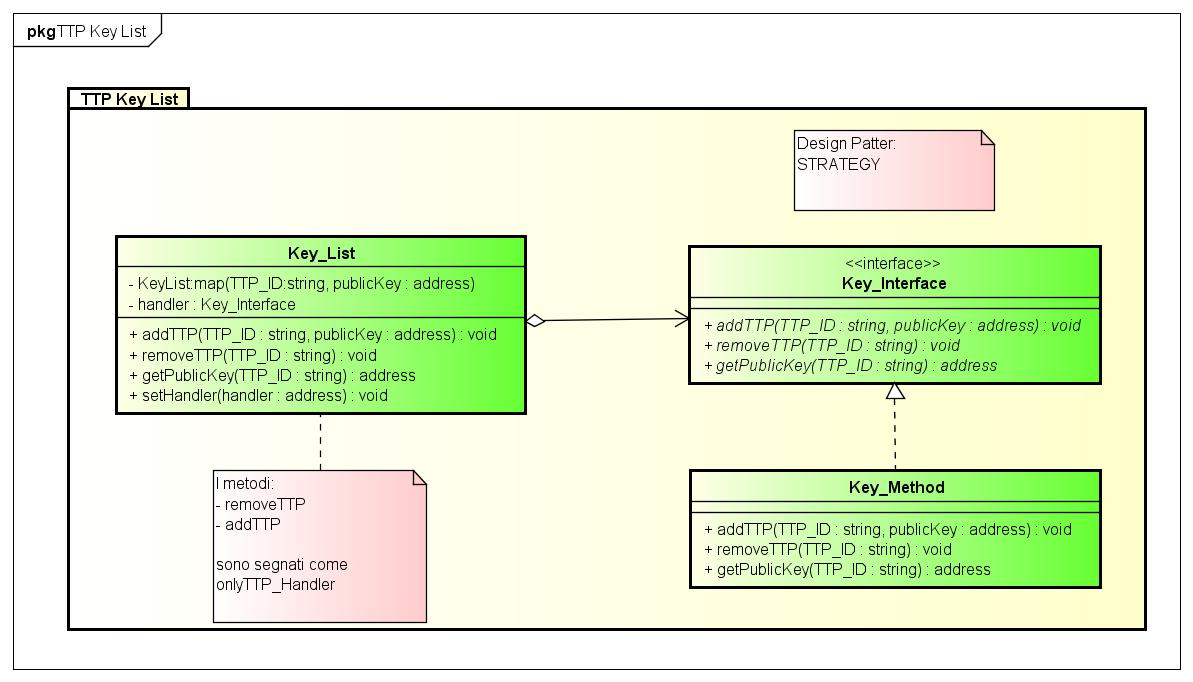 pkgTTP Key List
TTP Key List
Design Patter:
STRATEGY
Key_List
- KeyList:map(TTP_ID:string, publicKey : address)
- handler : Key_Interface
+ addTTP(TTP_ID : string, publicKey : address) : void
+ removeTTP(TTP_ID : string) : void
+ getPublicKey(TTP_ID : string) : address
+ setHandler(handler : address) : void
<<interface>>
Key_Interface
+ addTTP(TTP_ID : string, publicKey : address) : void
+ removeTTP(TTP_ID : string) : void
+ getPublicKey(TTP_ID : string) : address
I metodi:
- removeTTP
- addTTP
sono segnati come
onlyTTP_Handler
Key_Method
+ addTTP(TTP_ID : string, publicKey : address) : void
+ removeTTP(TTP_ID : string) : void
+ getPublicKey(TTP_ID : string) : address